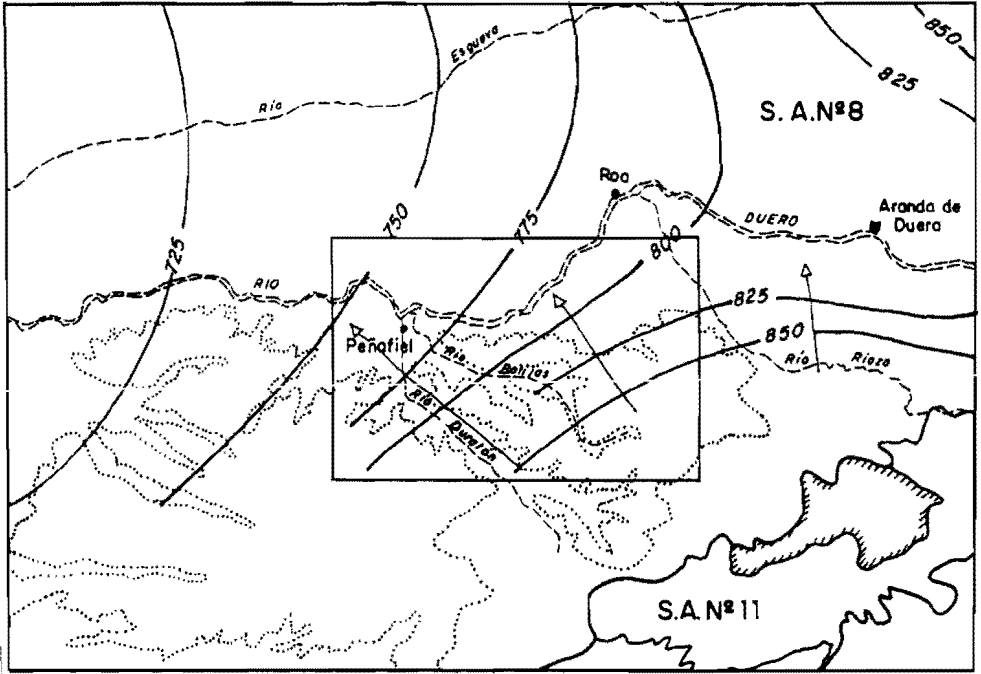 850
825
Río Esgueva
S. A. Nº 8
Roa
Aranda de
Duero
DUERO
750
775
800
725
RIO
825
850
Peñafiel
Río Botijas
Río Riaza
Río Duratón
S.A. Nº 11